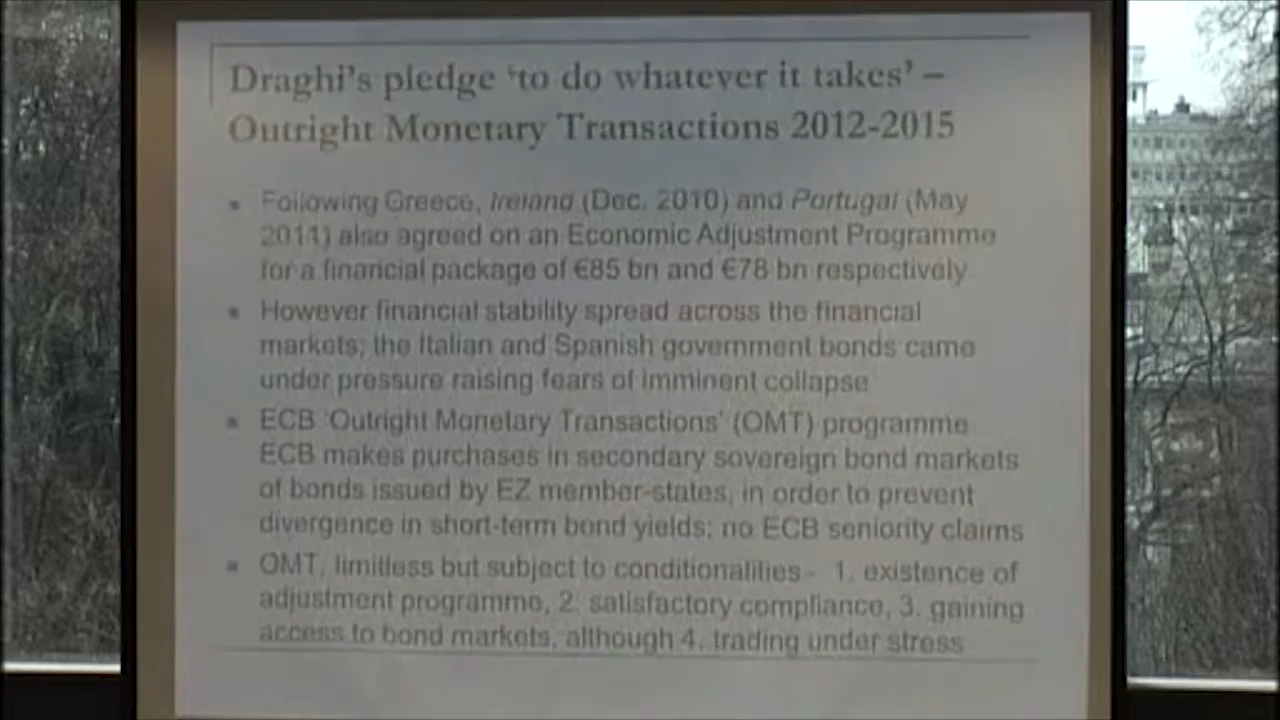 Draghi's pledge 'to do whatever it takes' –
Outright Monetary Transactions 2012-2015
▪ Following Greece, Ireland (Dec. 2010) and Portugal (May
2011) also agreed on an Economic Adjustment Programme
for a financial package of €85 bn and €78 bn respectively
▪ However financial stability spread across the financial
markets; the Italian and Spanish government bonds came
under pressure raising fears of imminent collapse
▪ ECB 'Outright Monetary Transactions' (OMT) programme
ECB makes purchases in secondary sovereign bond markets
of bonds issued by EZ member-states, in order to prevent
divergence in short-term bond yields; no ECB seniority claims
▪ OMT, limitless but subject to conditionalities - 1. existence of
adjustment programme, 2. satisfactory compliance, 3. gaining
access to bond markets, although 4. trading under stress